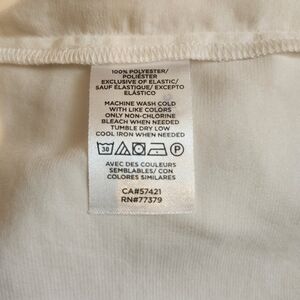 100% POLYESTER/
POLIÉSTER
EXCLUSIVE OF ELASTIC/
SAUF ÉLASTIQUE/ EXCEPTO
ELÁSTICO
MACHINE WASH COLD
WITH LIKE COLORS
ONLY NON-CHLORINE
BLEACH WHEN NEEDED
TUMBLE DRY LOW
COOL IRON WHEN NEEDED
30 P
AVEC DES COULEURS
SEMBLABLES/ CON
COLORES SIMILARES
CA#57421
RN#77379